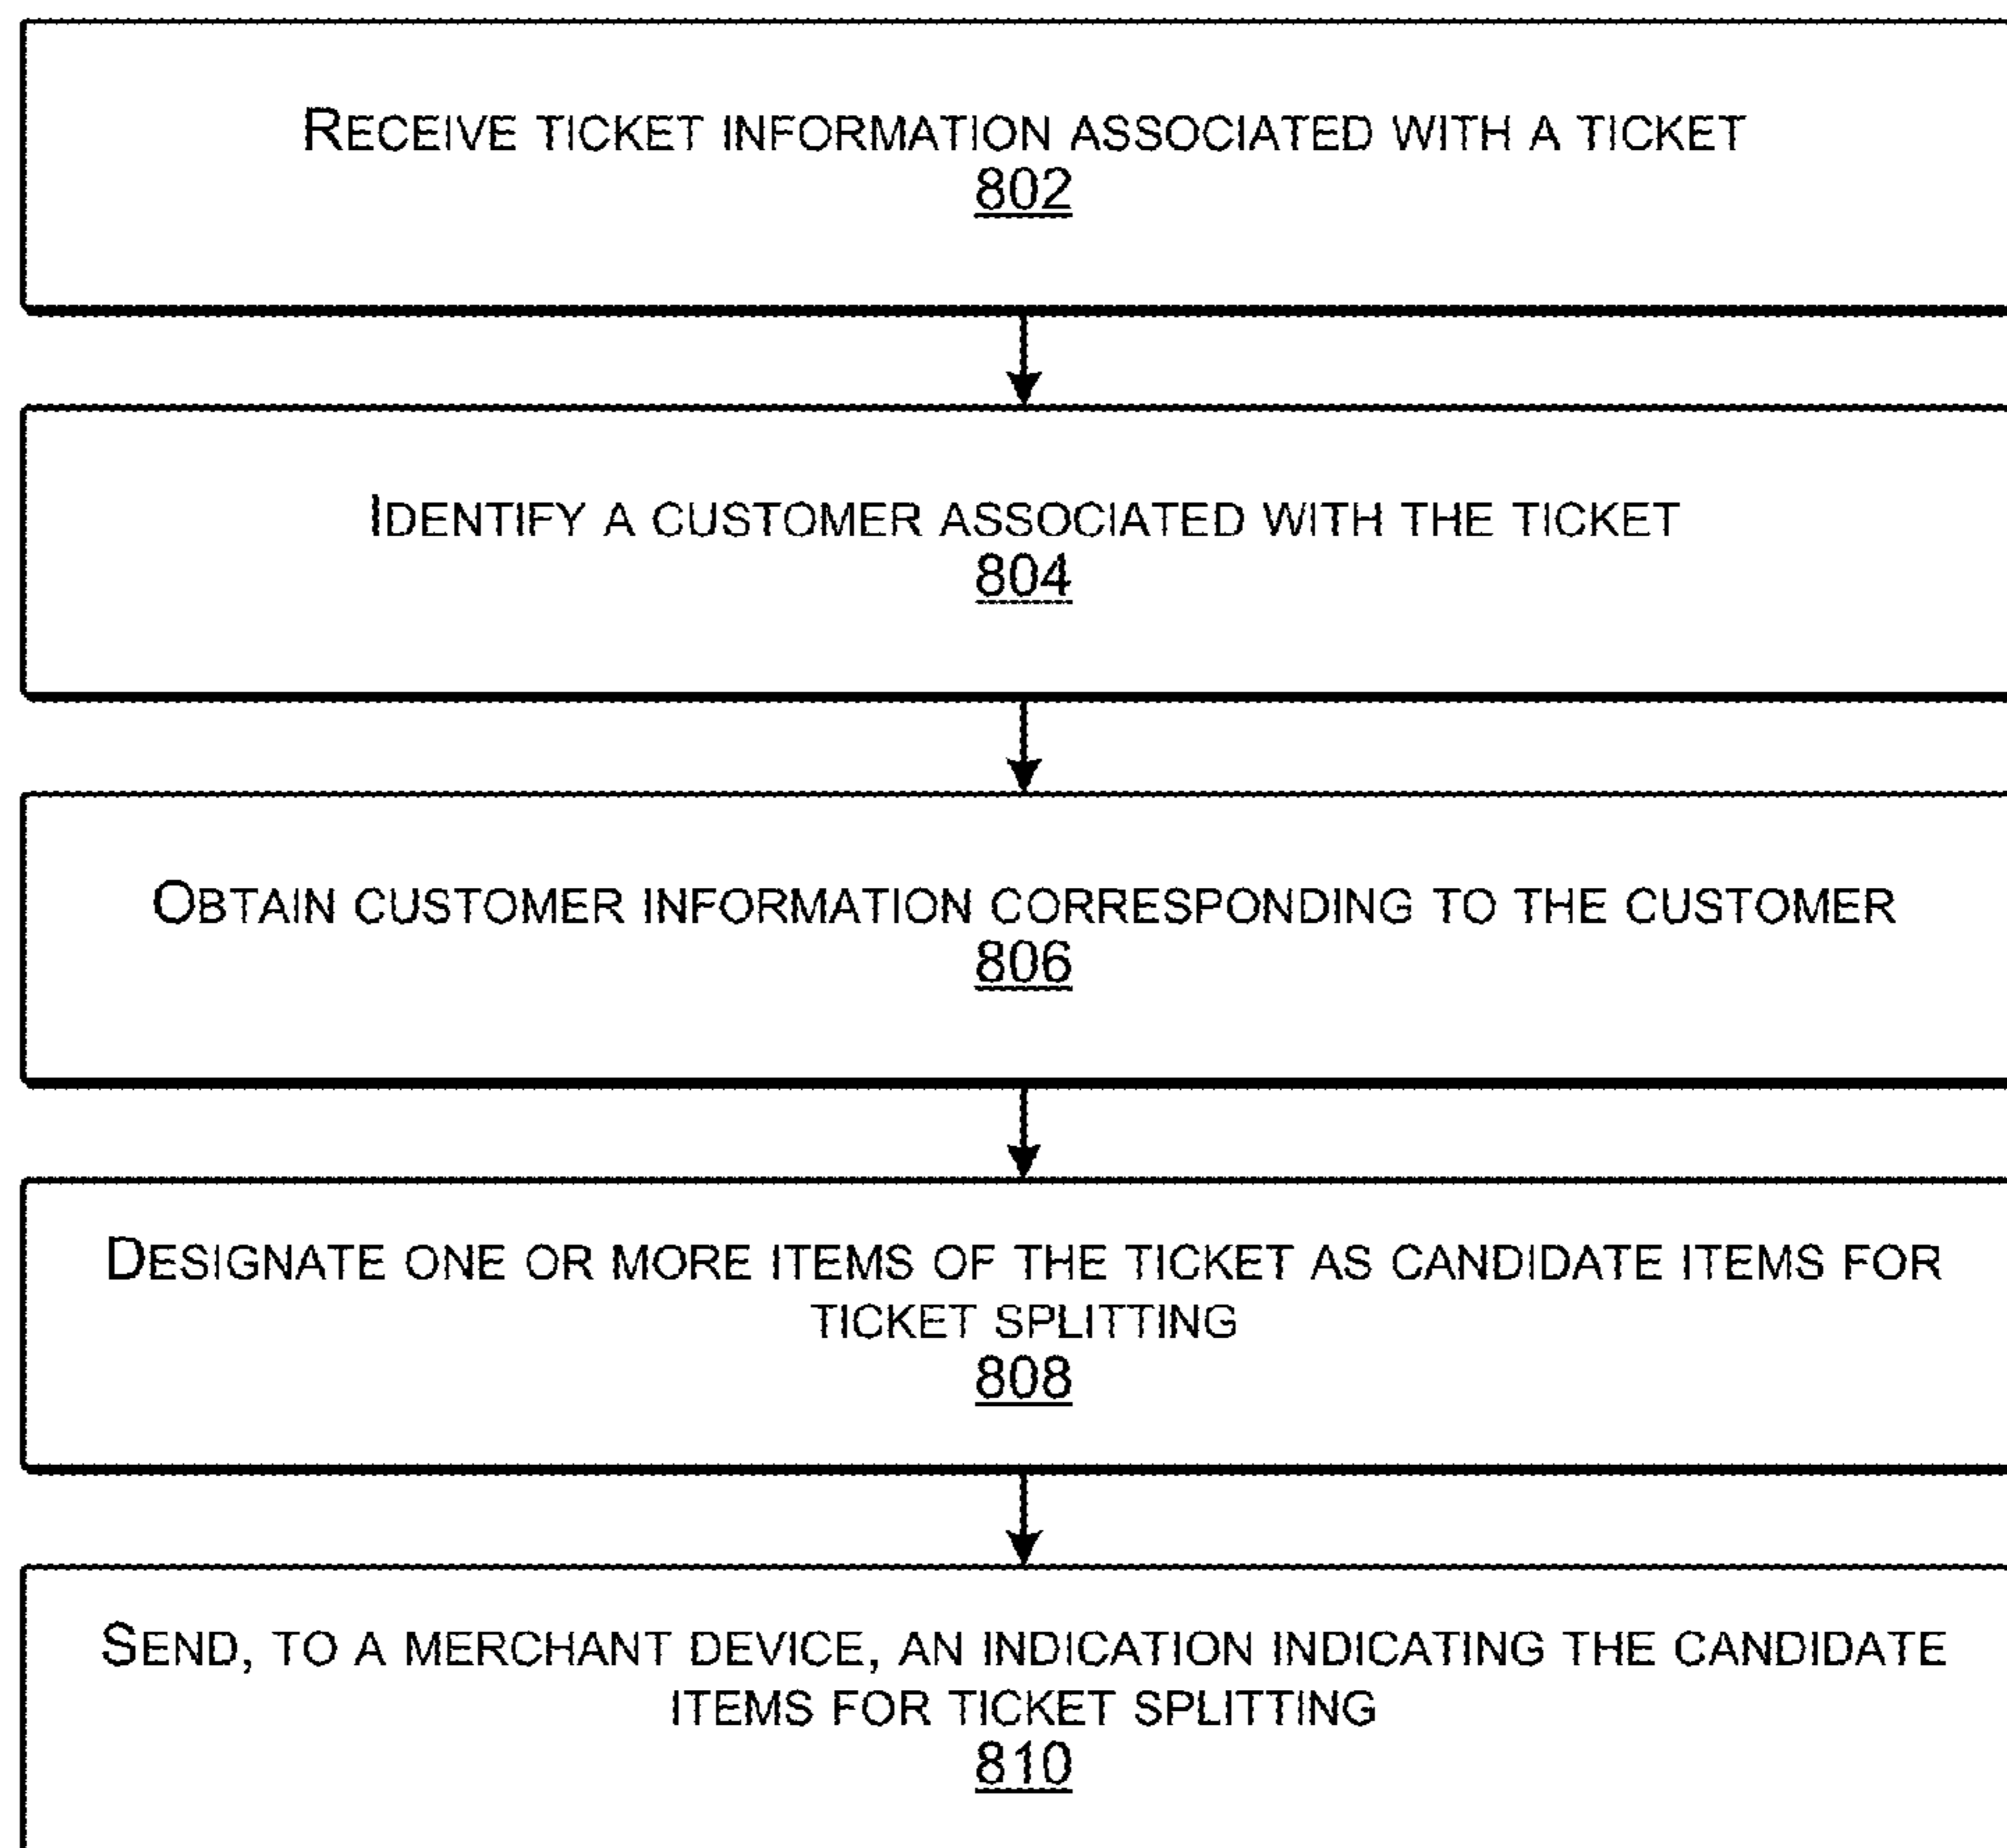 RECEIVE TICKET INFORMATION ASSOCIATED WITH A TICKET
802
IDENTIFY A CUSTOMER ASSOCIATED WITH THE TICKET
804
OBTAIN CUSTOMER INFORMATION CORRESPONDING TO THE CUSTOMER
806
DESIGNATE ONE OR MORE ITEMS OF THE TICKET AS CANDIDATE ITEMS FOR
TICKET SPLITTING
808
SEND, TO A MERCHANT DEVICE, AN INDICATION INDICATING THE CANDIDATE
ITEMS FOR TICKET SPLITTING
810